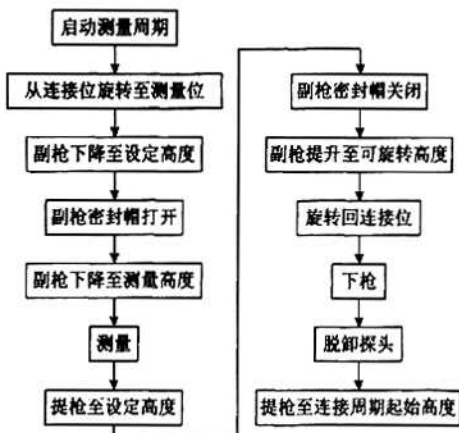 启动测量周期
从连接位旋转至测量位
副枪下降至设定高度
副枪密封帽打开
副枪下降至测量高度
测量
提枪至设定高度
副枪密封帽关闭
副枪提升至可旋转高度
旋转回连接位
下枪
脱卸探头
提枪至连接周期起始高度